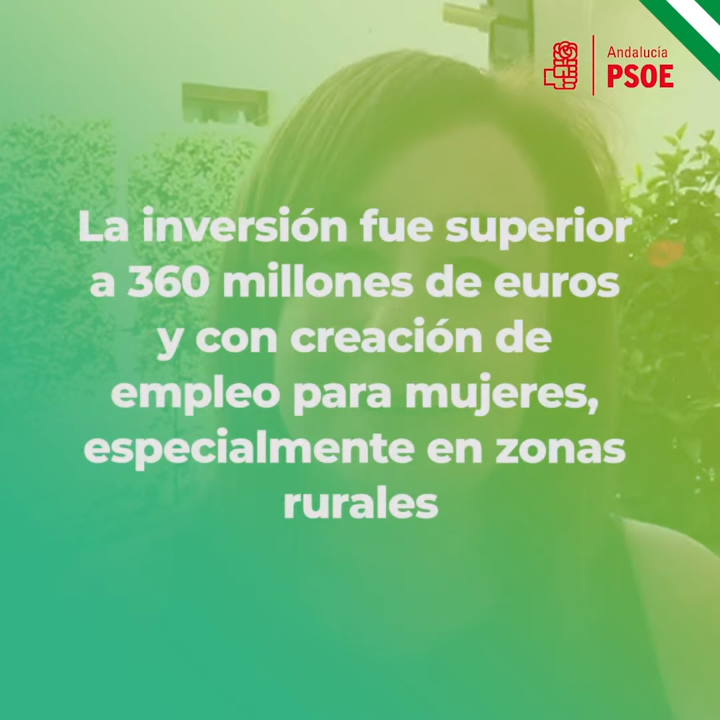 Andalucía
PSOE
La inversión fue superior
a 360 millones de euros
y con creación de
empleo para mujeres,
especialmente en zonas
rurales